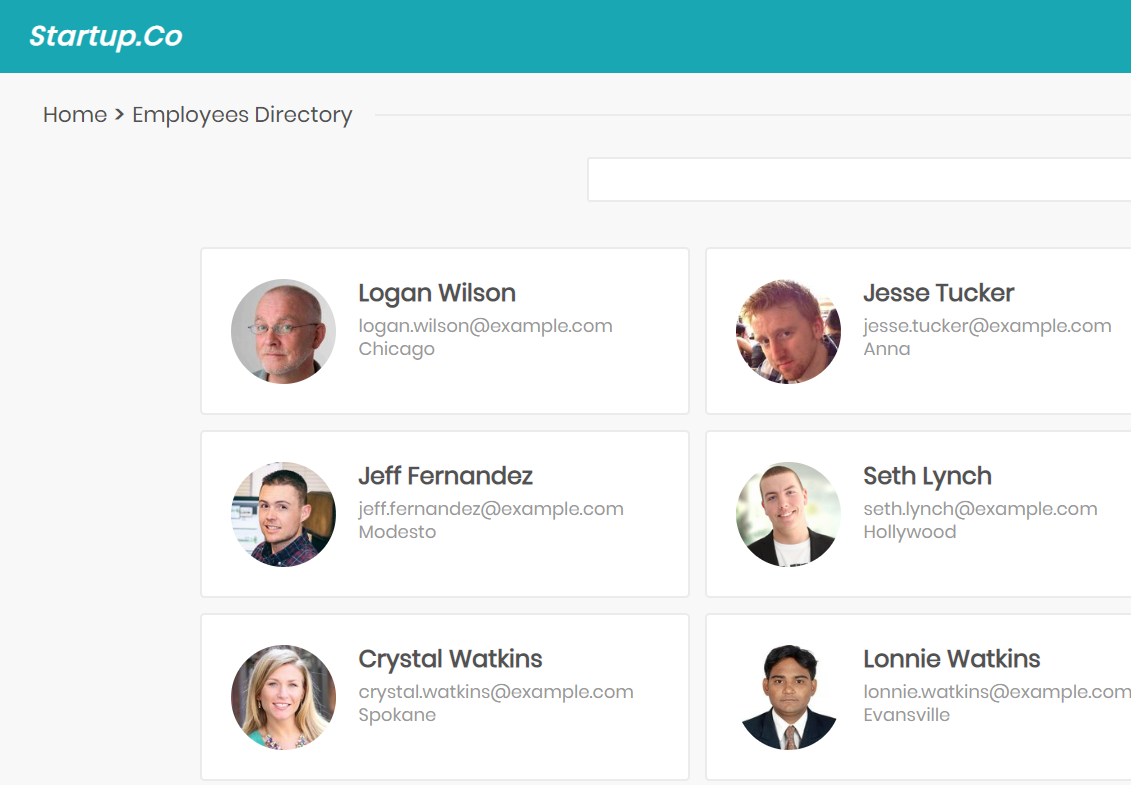 Startup.Co
Home > Employees Directory
Logan Wilson
logan.wilson@example.com
Chicago
Jesse Tucker
jesse.tucker@example.com
Anna
Jeff Fernandez
jeff.fernandez@example.com
Modesto
Seth Lynch
seth.lynch@example.com
Hollywood
Crystal Watkins
crystal.watkins@example.com
Spokane
Lonnie Watkins
lonnie.watkins@example.com
Evansville